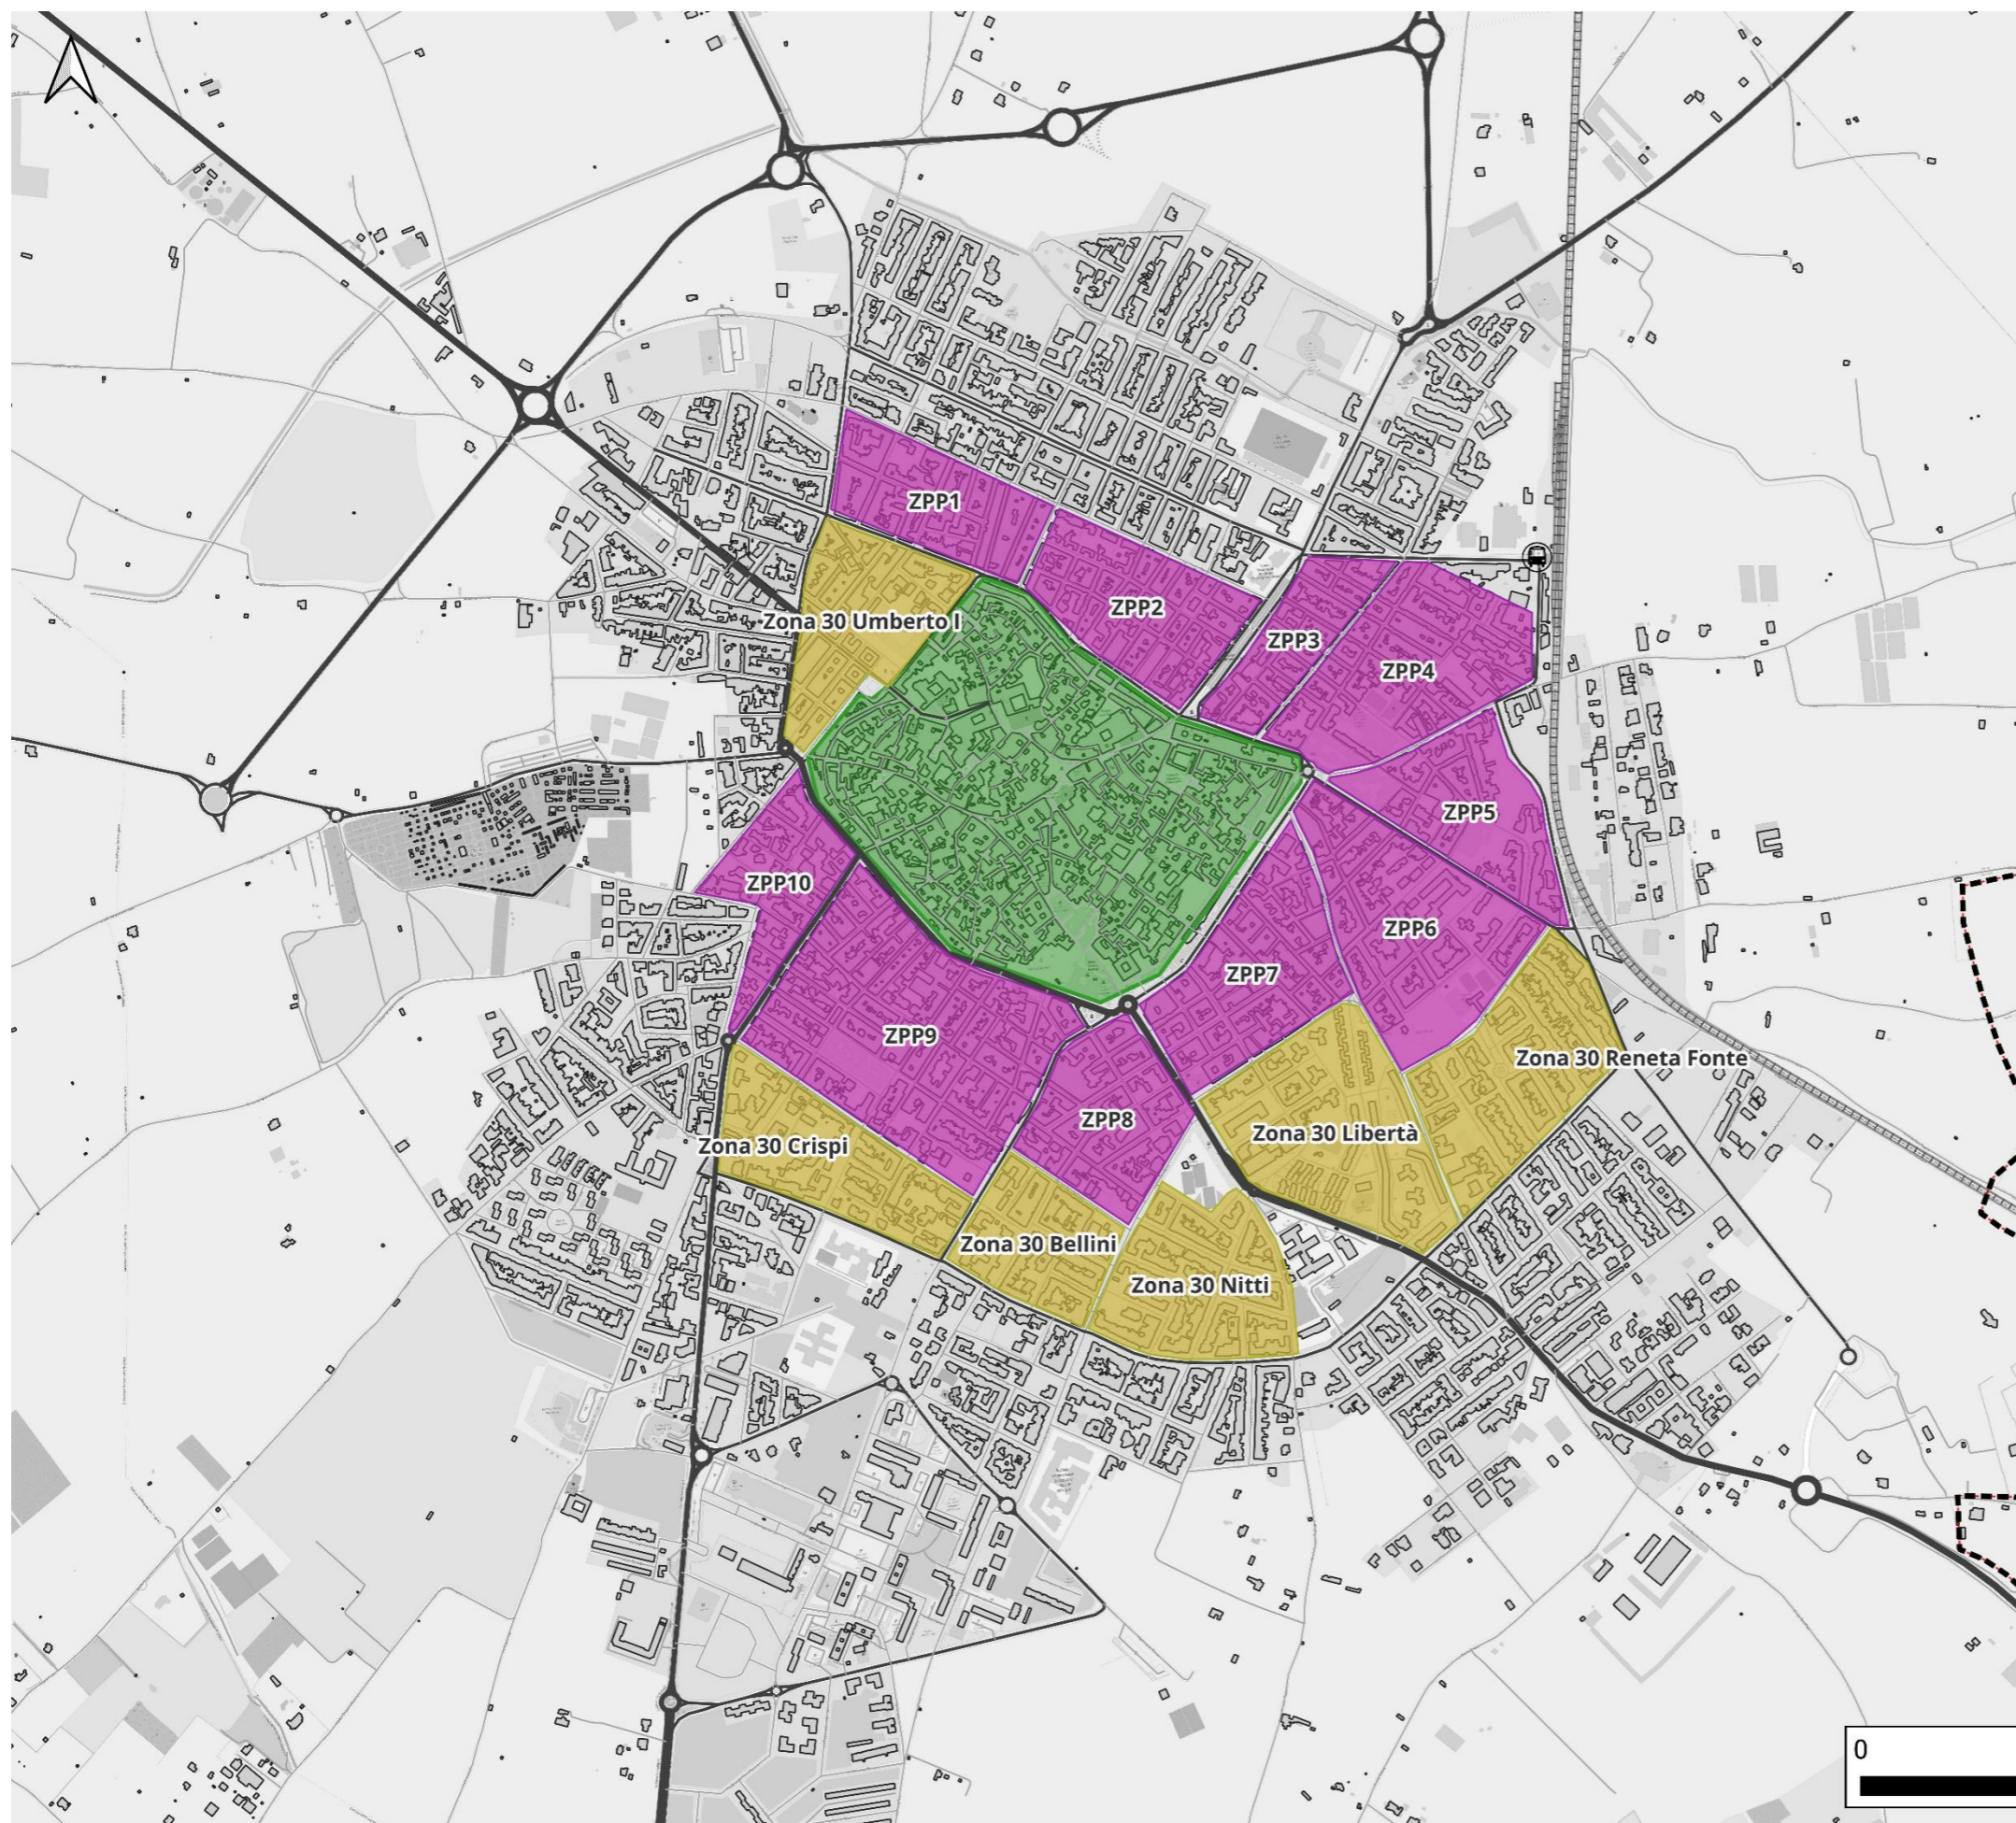 ZPP1
ZPP2
Zona 30 Umberto I
ZPP3
ZPP4
ZPP5
ZPP10
ZPP6
ZPP7
ZPP9
Zona 30 Reneta Fonte
ZPP8
Zona 30 Libertà
Zona 30 Crispi
Zona 30 Bellini
Zona 30 Nitti
0